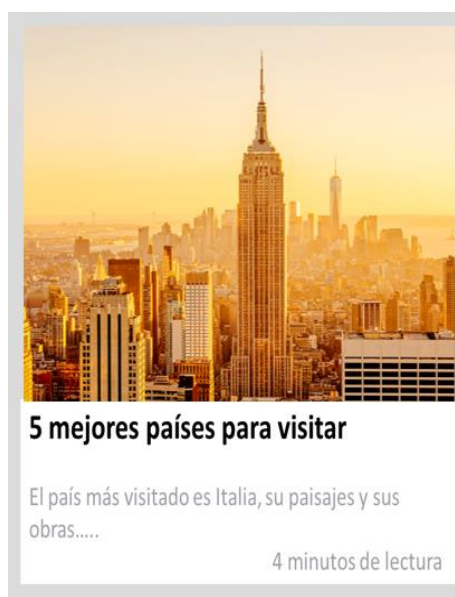 5 mejores países para visitar
El país más visitado es Italia, su paisajes y sus
obras.....
4 minutos de lectura